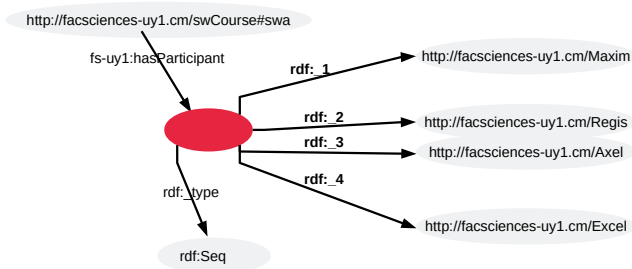 http://facsciences-uy1.cm/swCourse#swa
fs-uy1:hasParticipant
rdf:_1
http://facsciences-uy1.cm/Maxim
rdf:_2
http://facsciences-uy1.cm/Regis
rdf:_3
http://facsciences-uy1.cm/Axel
rdf:_4
rdf:_type
http://facsciences-uy1.cm/Excel
rdf:Seq